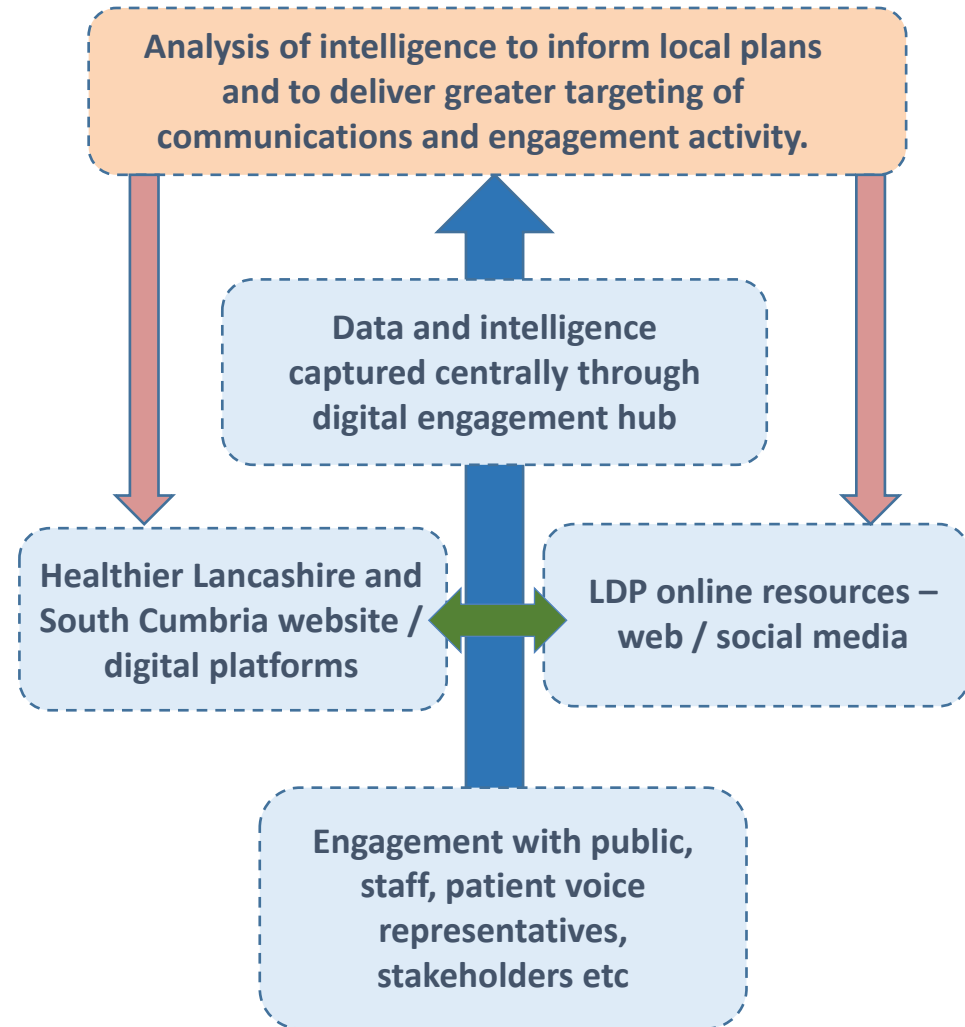 Analysis of intelligence to inform local plans
and to deliver greater targeting of
communications and engagement activity.
Data and intelligence
captured centrally through
digital engagement hub
Healthier Lancashire and
South Cumbria website /
digital platforms
LDP online resources –
web / social media
Engagement with public,
staff, patient voice
representatives,
stakeholders etc